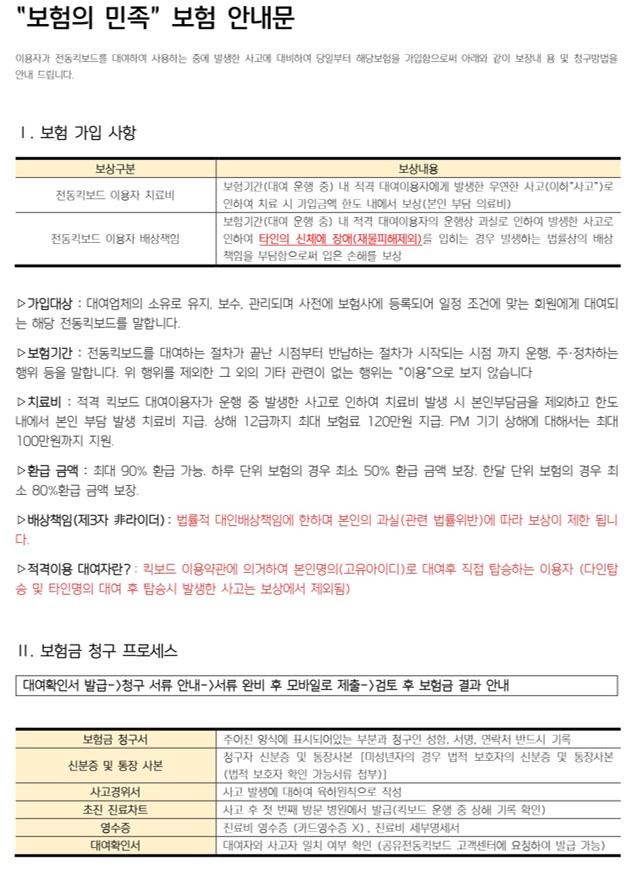 "보험의 민족" 보험 안내문
이용자가 전동킥보드를 대여하여 사용하는 중에 발생한 사고에 대비하여 당일부터 해당보험을 가입함으로써 아래와 같이 보장내 용 및 청구방법을
안내 드립니다.
Ⅰ. 보험 가입 사항
보상구분 보상내용
전동킥보드 이용자 치료비
보험기간(대여 운행 중) 내 적격 대여이용자에게 발생한 우연한 사고(이하"사고")로
인하여 치료 시 가입금액 한도 내에서 보상(본인 부담 의료비)
전동킥보드 이용자 배상책임
보험기간(대여 운행 중) 내 적격 대여이용자의 운행상 과실로 인하여 발생한 사고로
인하여 타인의 신체에 장애(재물피해제외)를 입히는 경우 발생하는 법률상의 배상
책임을 부담함으로써 입은 손해를 보상
▷가입대상 : 대여업체의 소유로 유지, 보수, 관리되며 사전에 보험사에 등록되어 일정 조건에 맞는 회원에게 대여되
는 해당 전동킥보드를 말합니다.
▷보험기간 : 전동킥보드를 대여하는 절차가 끝난 시점부터 반납하는 절차가 시작되는 시점 까지 운행, 주·정차하는
행위 등을 말합니다. 위 행위를 제외한 그 외의 기타 관련이 없는 행위는 "이용"으로 보지 않습니다
▷치료비 : 적격 킥보드 대여이용자가 운행 중 발생한 사고로 인하여 치료비 발생 시 본인부담금을 제외하고 한도
내에서 본인 부담 발생 치료비 지급. 상해 12급까지 최대 보험료 120만원 지급. PM 기기 상해에 대해서는 최대
100만원까지 지원.
▷환급 금액 : 최대 90% 환급 가능. 하루 단위 보험의 경우 최소 50% 환급 금액 보장. 한달 단위 보험의 경우 최
소 80%환급 금액 보장.
▷배상책임(제3자 非라이더) : 법률적 대인배상책임에 한하며 본인의 과실(관련 법률위반)에 따라 보상이 제한 됩니
다.
▷적격이용 대여자란? : 킥보드 이용약관에 의거하여 본인명의(고유아이디)로 대여후 직접 탑승하는 이용자 (다인탑
승 및 타인명의 대여 후 탑승시 발생한 사고는 보상에서 제외됨)
Ⅱ. 보험금 청구 프로세스
대여확인서 발급->청구 서류 안내->서류 완비 후 모바일로 제출->검토 후 보험금 결과 안내
보험금 청구서 주어진 양식에 표시되어있는 부분과 청구인 성함, 서명, 연락처 반드시 기록
신분증 및 통장 사본
청구자 신분증 및 통장사본 [미성년자의 경우 법적 보호자의 신분증 및 통장사본
(법적 보호자 확인 가능서류 첨부)]
사고경위서 사고 발생에 대하여 육하원칙으로 작성
초진 진료차트 사고 후 첫 번째 방문 병원에서 발급(킥보드 운행 중 상해 기록 확인)
영수증 진료비 영수증 (카드영수증 X) , 진료비 세부명세서
대여확인서 대여자와 사고자 일치 여부 확인 (공유전동킥보드 고객센터에 요청하여 발급 가능)